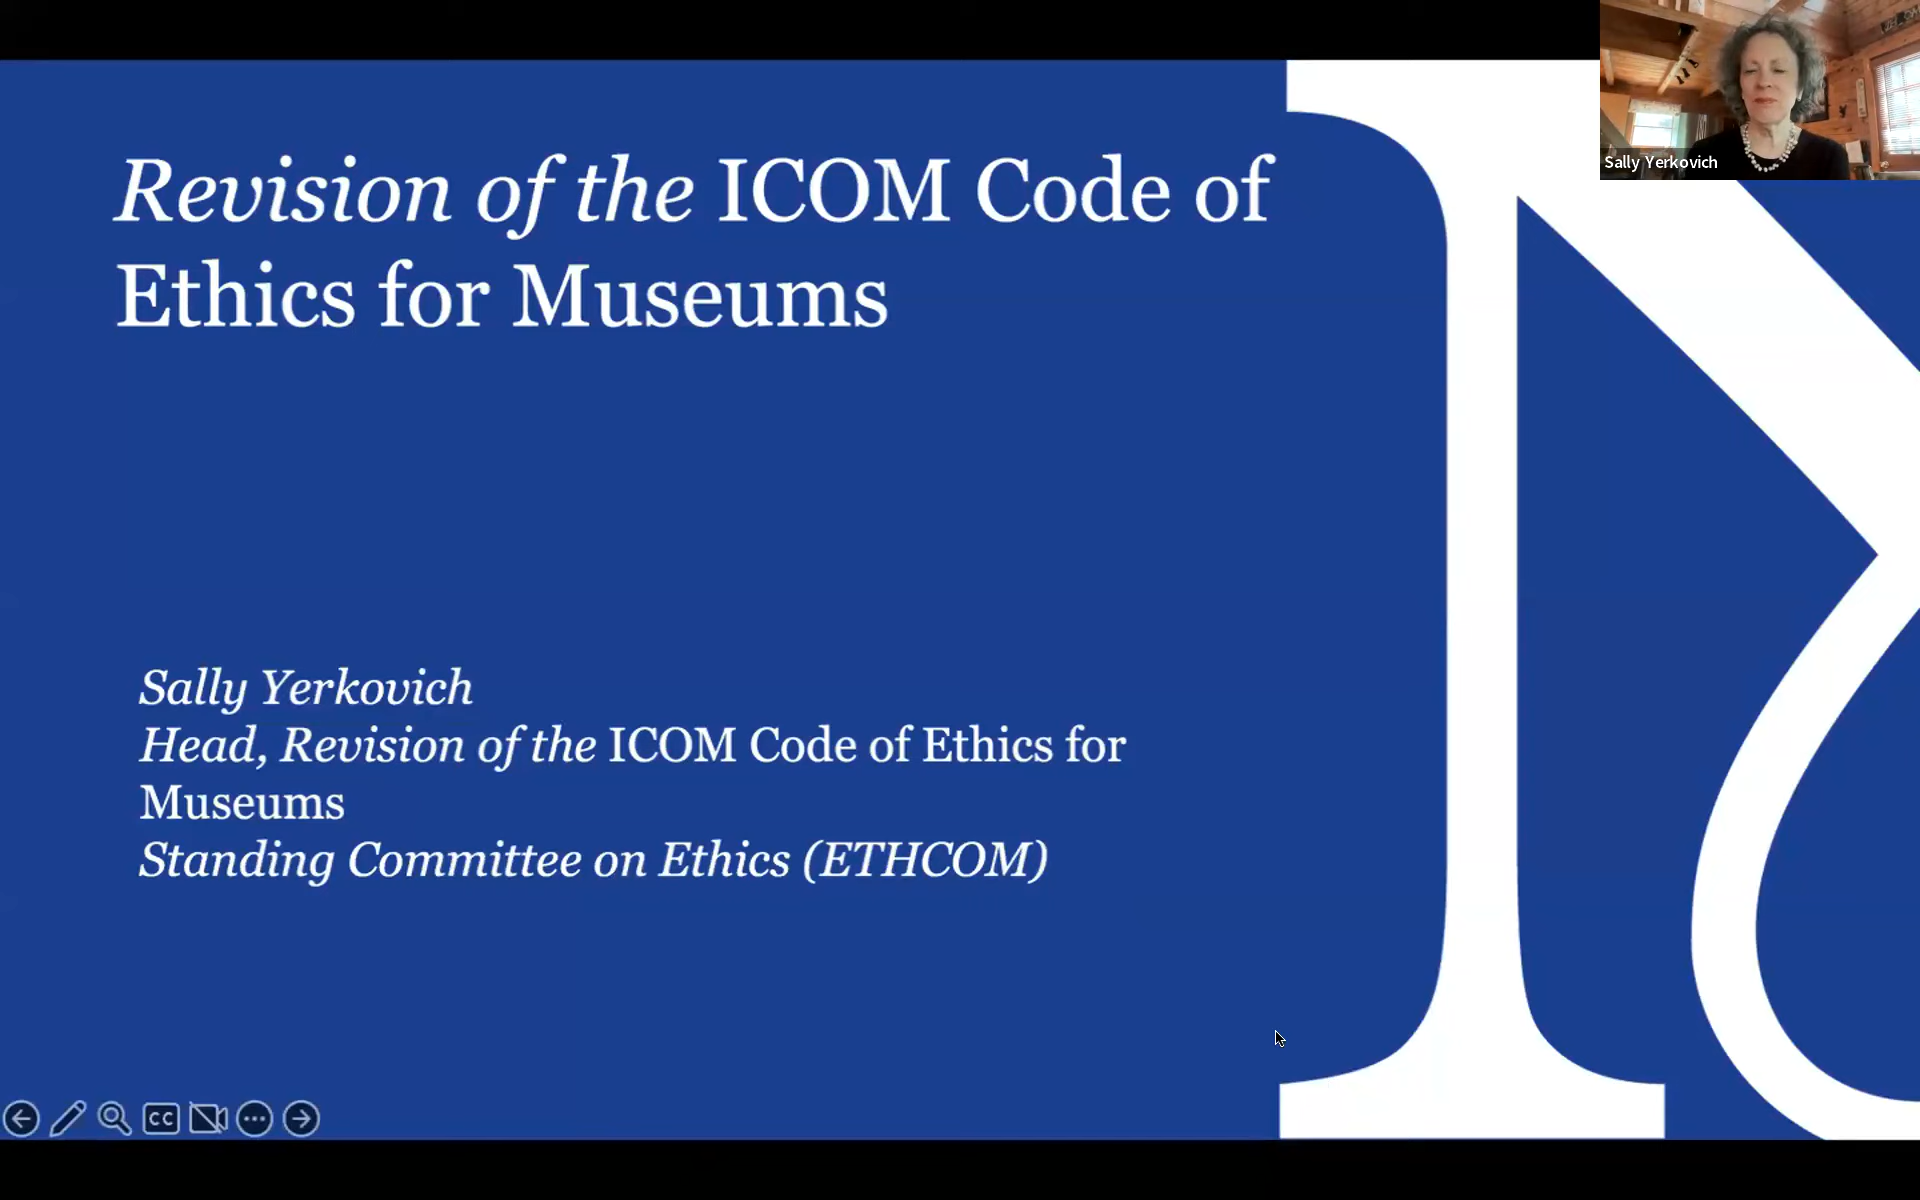 Revision of the ICOM Code of
Ethics for Museums
Sally Yerkovich
Sally Yerkovich
Head, Revision of the ICOM Code of Ethics for
Museums
Standing Committee on Ethics (ETHCOM)
CC